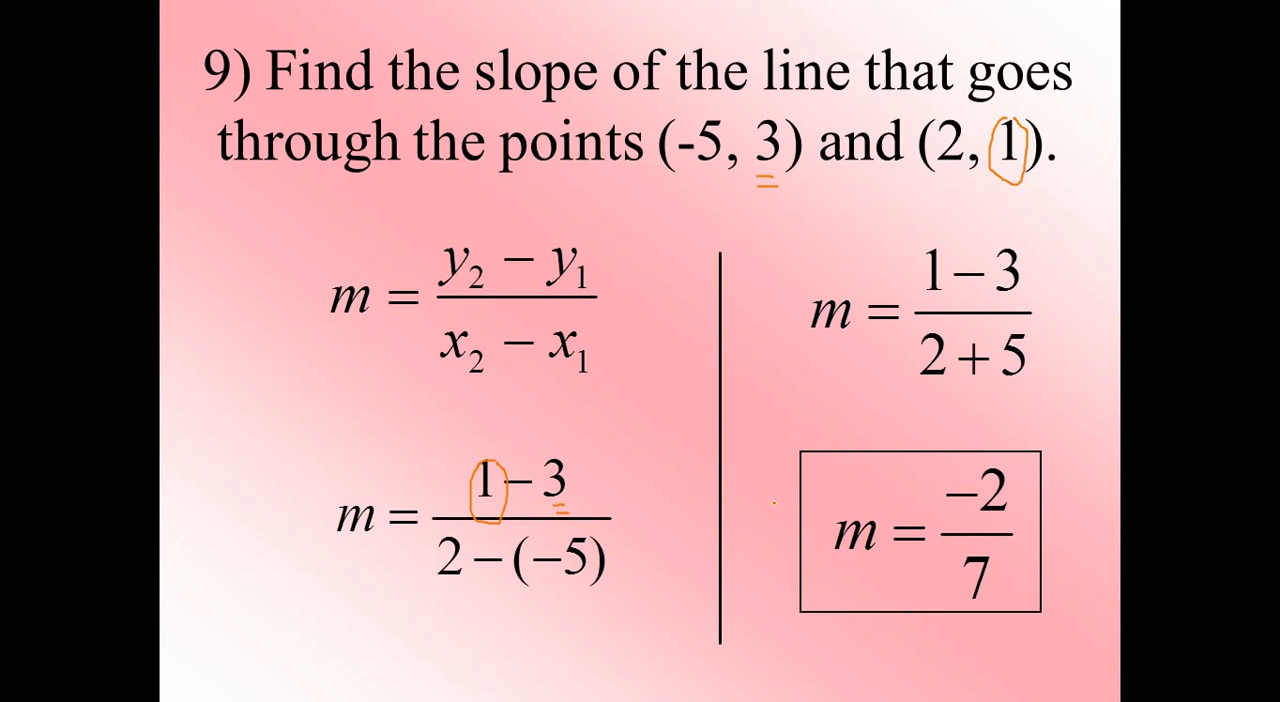 9) Find the slope of the line that goes
through the points (-5, 3) and (2, 1).
m = (y₂ − y₁) / (x₂ − x₁)
m = (1 − 3) / (2 − (−5))
m = (1 − 3) / (2 + 5)
m = −2 / 7